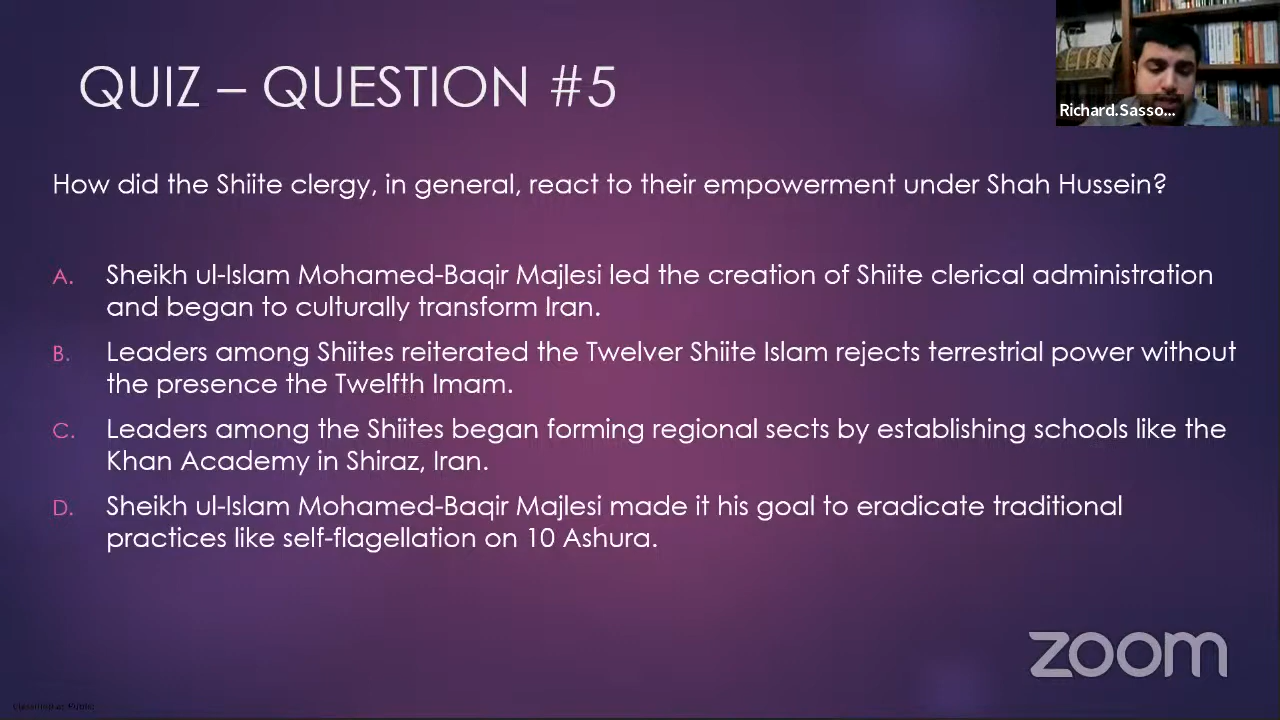 QUIZ – QUESTION #5
Richard.Sasso...
How did the Shiite clergy, in general, react to their empowerment under Shah Hussein?
A. Sheikh ul-Islam Mohamed-Baqir Majlesi led the creation of Shiite clerical administration
and began to culturally transform Iran.
B. Leaders among Shiites reiterated the Twelver Shiite Islam rejects terrestrial power without
the presence the Twelfth Imam.
C. Leaders among the Shiites began forming regional sects by establishing schools like the
Khan Academy in Shiraz, Iran.
D. Sheikh ul-Islam Mohamed-Baqir Majlesi made it his goal to eradicate traditional
practices like self-flagellation on 10 Ashura.
zoom
Classified as Public